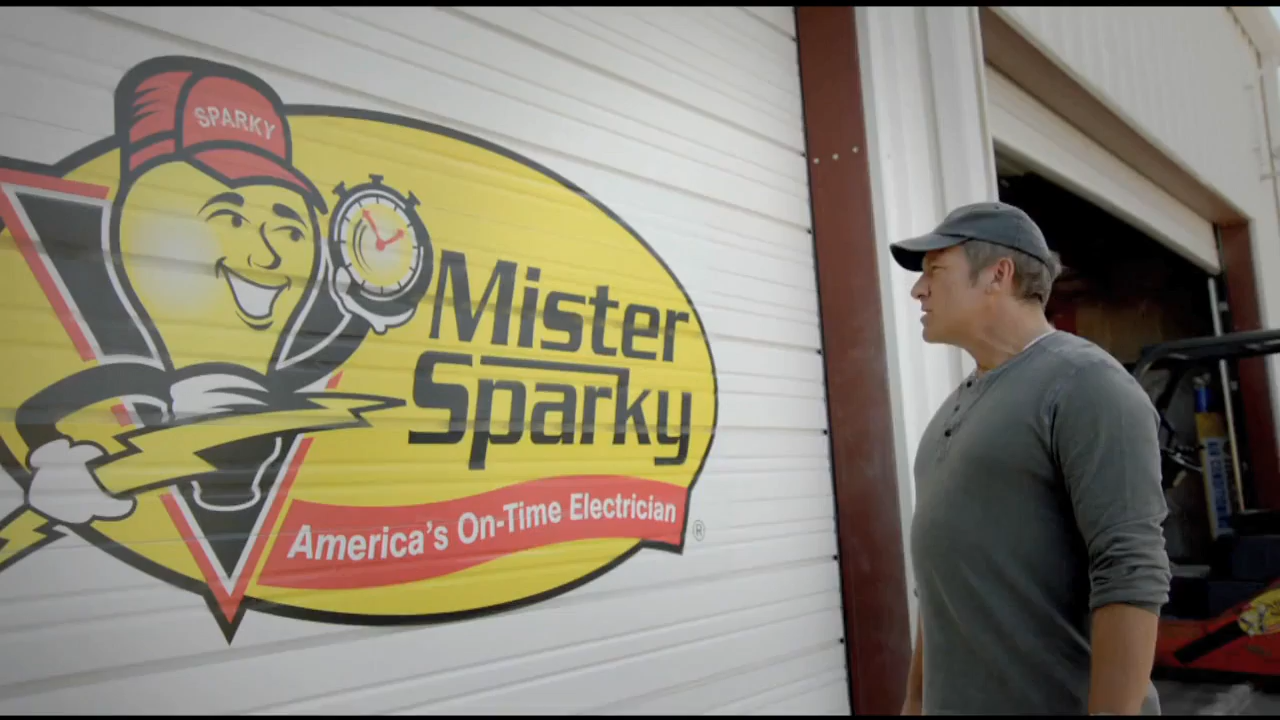 SPARKY
Mister
Sparky
America's On-Time Electrician
®